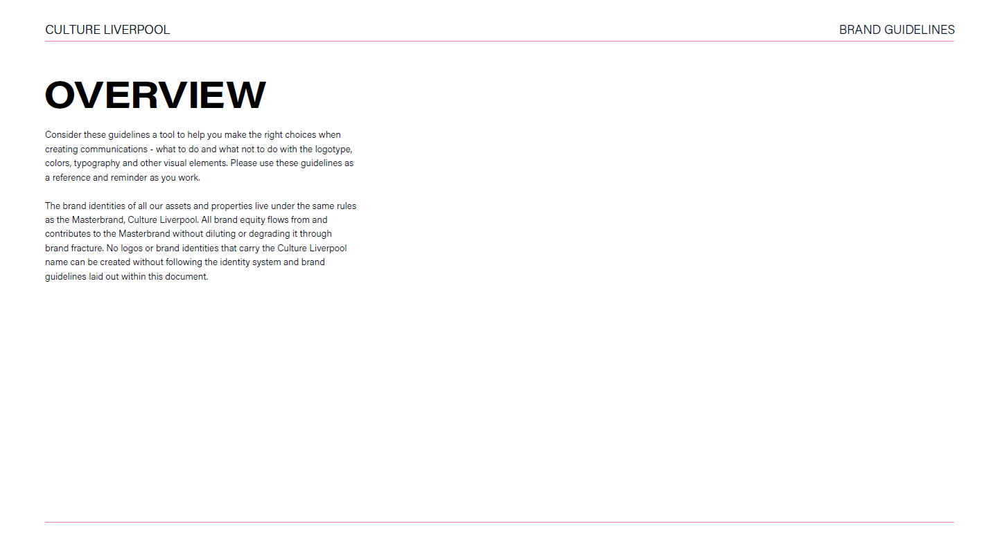 CULTURE LIVERPOOL
BRAND GUIDELINES
OVERVIEW
Consider these guidelines a tool to help you make the right choices when
creating communications - what to do and what not to do with the logotype,
colors, typography and other visual elements. Please use these guidelines as
a reference and reminder as you work.
The brand identities of all our assets and properties live under the same rules
as the Masterbrand, Culture Liverpool. All brand equity flows from and
contributes to the Masterbrand without diluting or degrading it through
brand fracture. No logos or brand identities that carry the Culture Liverpool
name can be created without following the identity system and brand
guidelines laid out within this document.